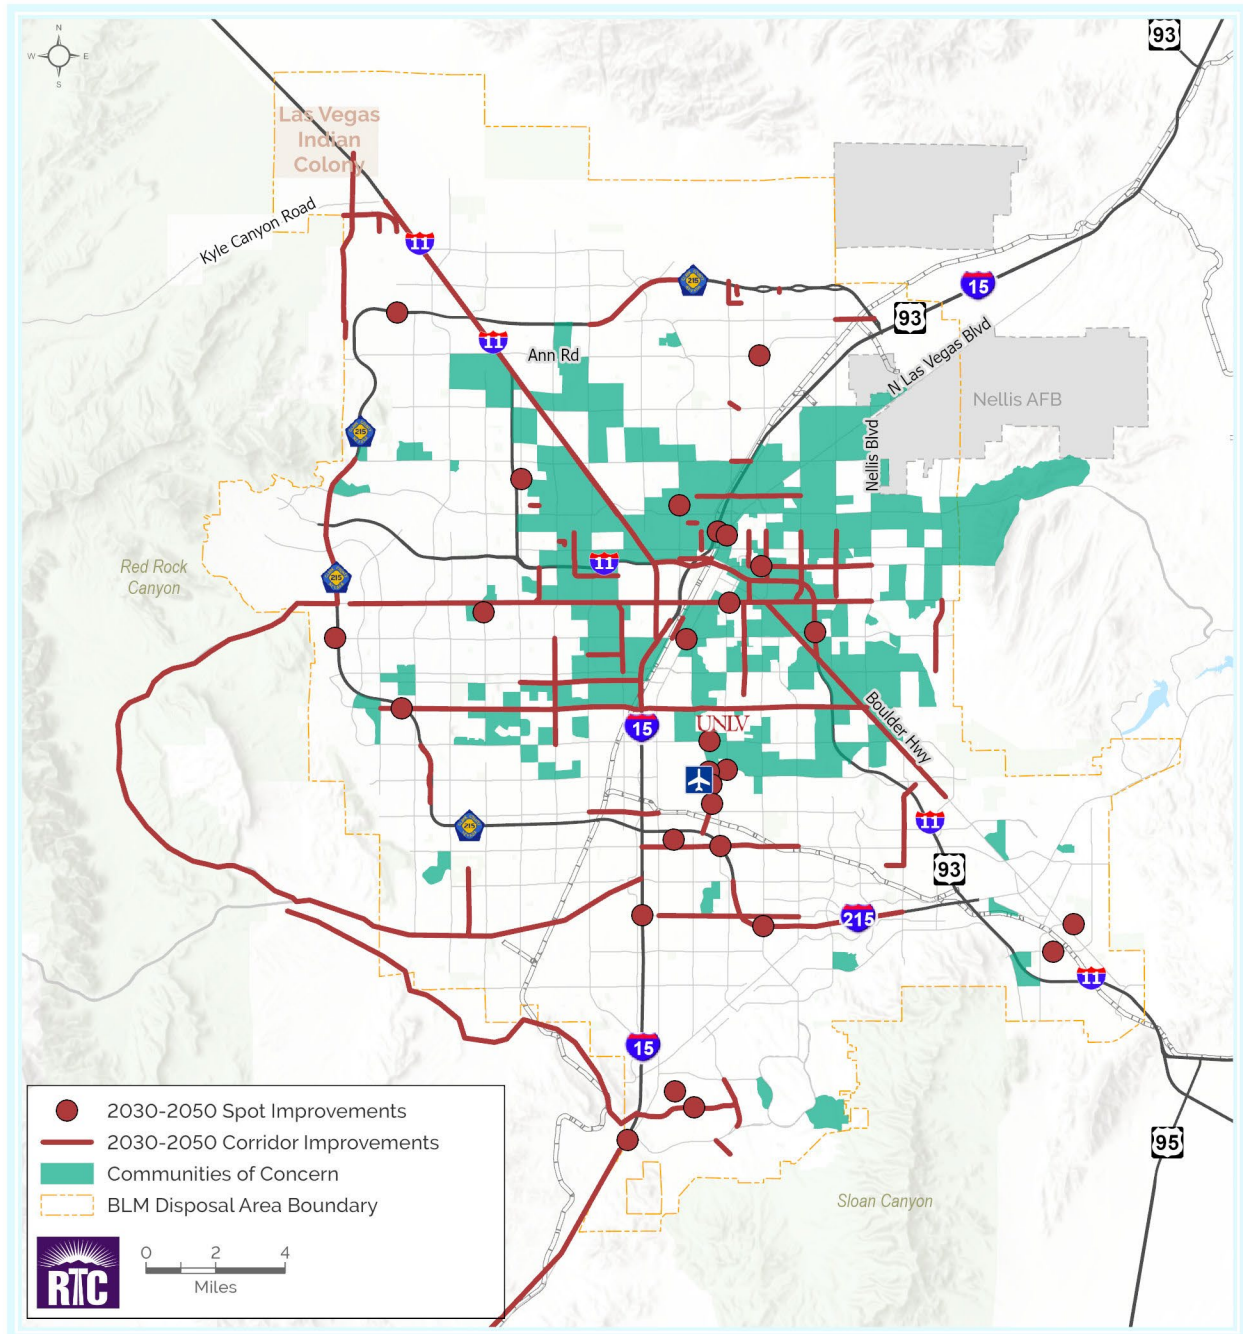 N
W E
S
93
Las Vegas
Indian
Colony
Kyle Canyon Road
11
215
15
93
11
Ann Rd
N Las Vegas Blvd
Nellis AFB
215
Nellis Blvd
11
Red Rock
Canyon
215
Boulder Hwy
15
UNLV
215
11
93
215
11
15
2030-2050 Spot Improvements
2030-2050 Corridor Improvements
Communities of Concern
BLM Disposal Area Boundary
95
Sloan Canyon
RTC
0 2 4
Miles